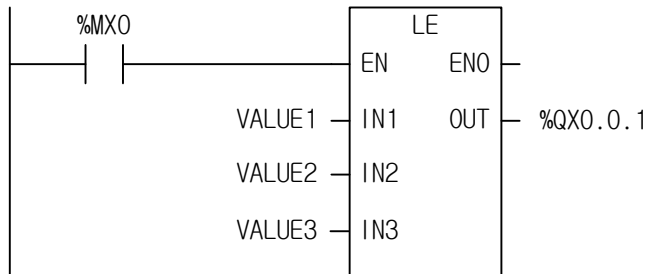 %MX0
LE
EN ENO
VALUE1 IN1 OUT %QX0.0.1
VALUE2 IN2
VALUE3 IN3